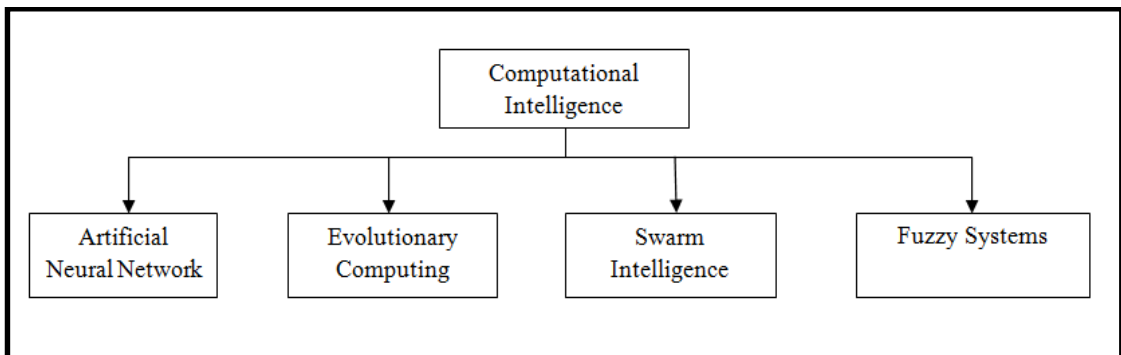 Computational
Intelligence
Artificial
Neural Network
Evolutionary
Computing
Swarm
Intelligence
Fuzzy Systems